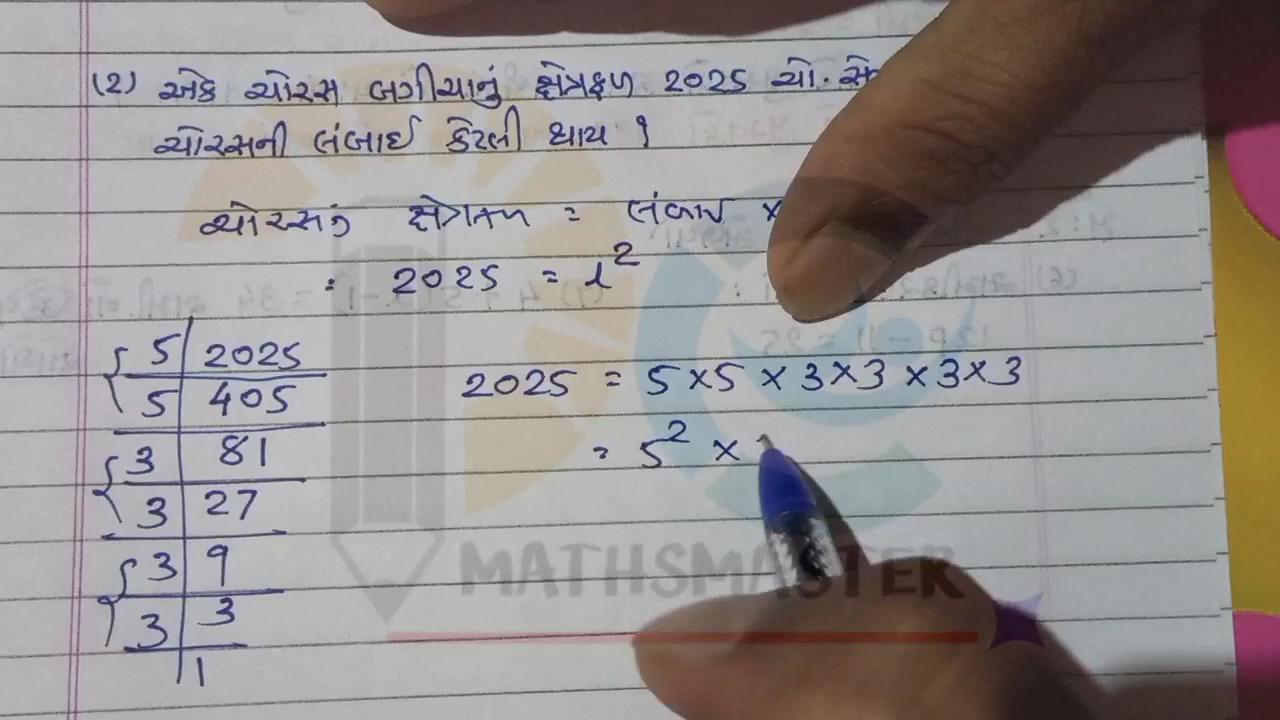 (2) એક ચોરસ બગીચાનું ક્ષેત્રફળ 2025 ચો. સે
ચોરસની લંબાઈ કેટલી થાય ?
ચોરસનું ક્ષેત્રફળ = લંબાઈ ×
: 2025 = l²
5 | 2025
5 | 405
3 | 81
3 | 27
3 | 9
3 | 3
| 1
2025 = 5 × 5 × 3 × 3 × 3 × 3
= 5² ×
MATHSMASTER